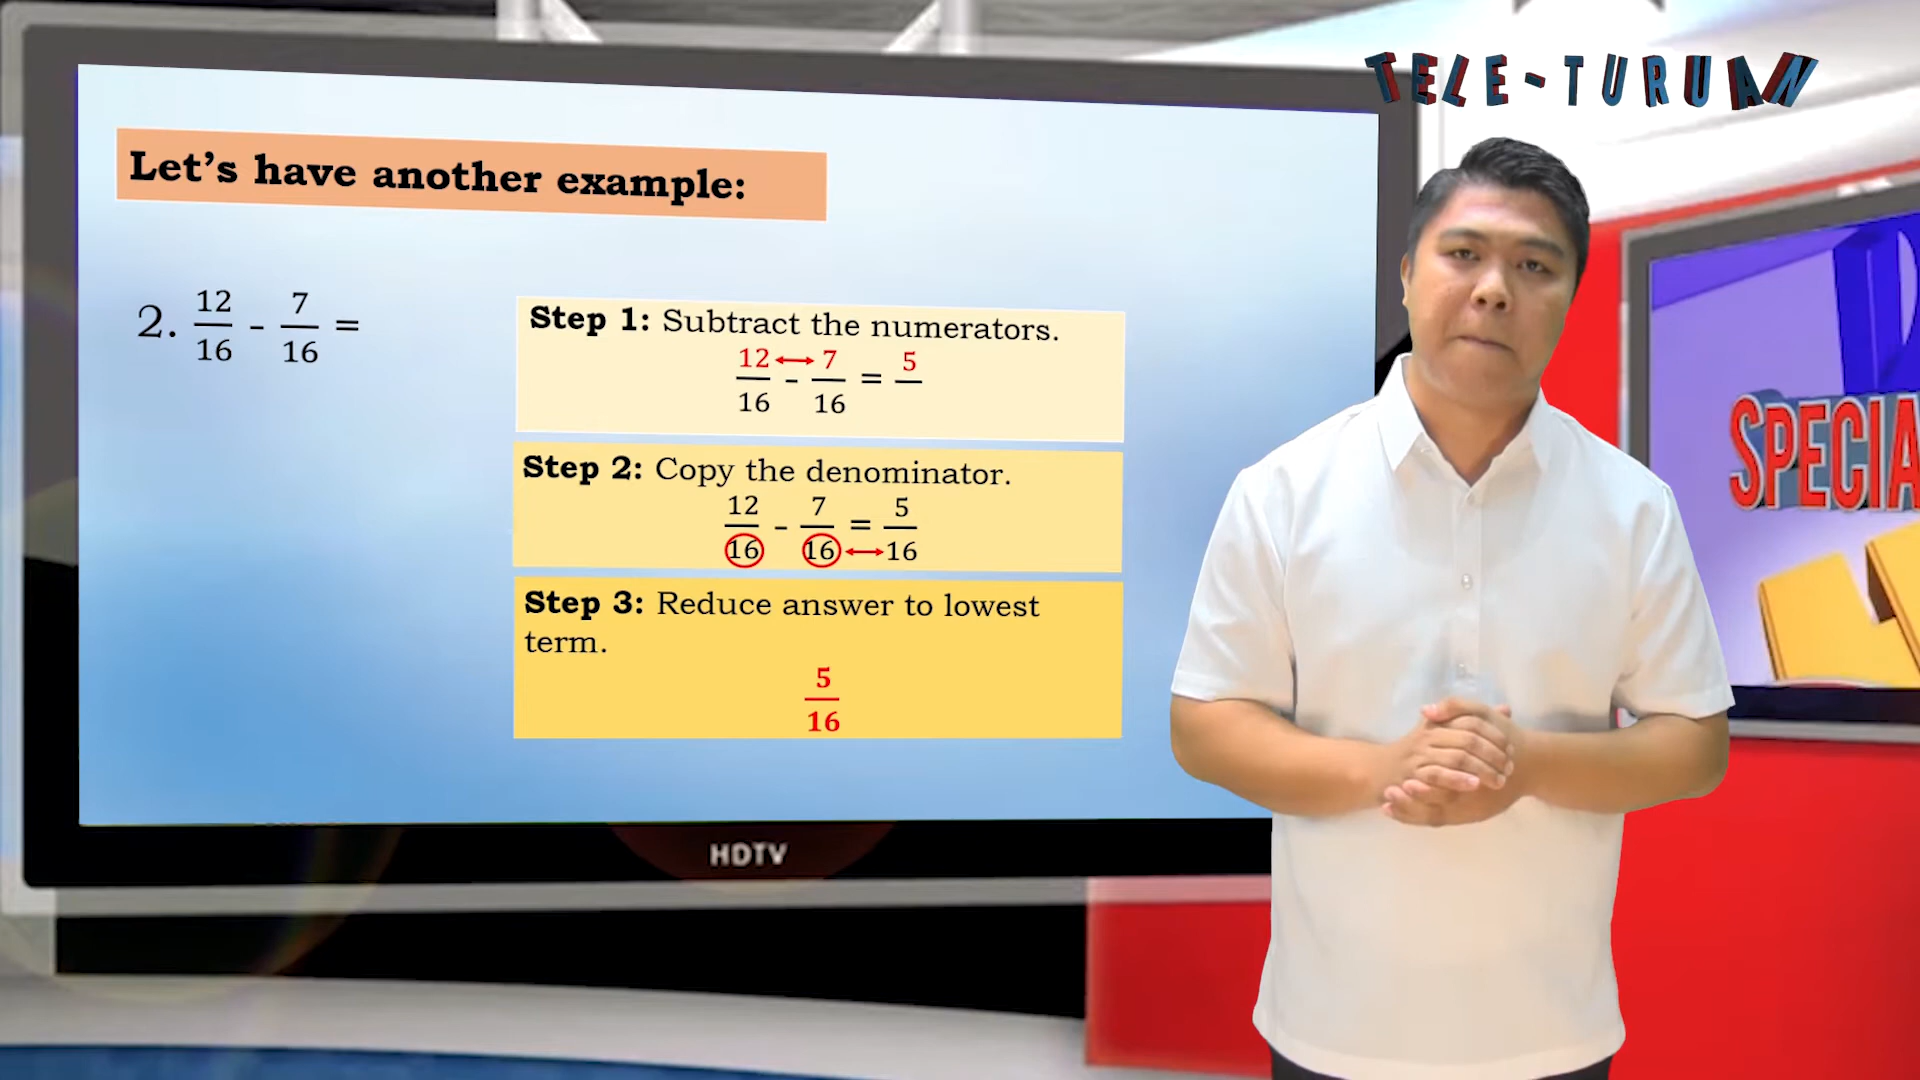 TELE-TURUAN
Let's have another example:
2. 12/16 - 7/16 =
Step 1: Subtract the numerators.
12/16 - 7/16 = 5/
Step 2: Copy the denominator.
12/16 - 7/16 = 5/16
Step 3: Reduce answer to lowest
term.
5/16
SPECIA
HDTV